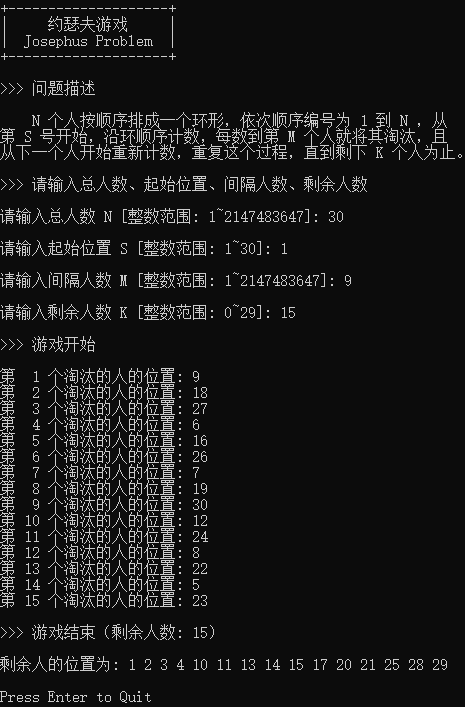 +--------------------+
|     约瑟夫游戏     |
|  Josephus Problem  |
+--------------------+
>>> 问题描述
N 个人按顺序排成一个环形, 依次顺序编号为 1 到 N , 从
第 S 号开始, 沿环顺序计数, 每数到第 M 个人就将其淘汰, 且
从下一个人开始重新计数, 重复这个过程, 直到剩下 K 个人为止。
>>> 请输入总人数、起始位置、间隔人数、剩余人数
请输入总人数 N [整数范围: 1~2147483647]: 30
请输入起始位置 S [整数范围: 1~30]: 1
请输入间隔人数 M [整数范围: 1~2147483647]: 9
请输入剩余人数 K [整数范围: 0~29]: 15
>>> 游戏开始
第  1 个淘汰的人的位置: 9
第  2 个淘汰的人的位置: 18
第  3 个淘汰的人的位置: 27
第  4 个淘汰的人的位置: 6
第  5 个淘汰的人的位置: 16
第  6 个淘汰的人的位置: 26
第  7 个淘汰的人的位置: 7
第  8 个淘汰的人的位置: 19
第  9 个淘汰的人的位置: 30
第 10 个淘汰的人的位置: 12
第 11 个淘汰的人的位置: 24
第 12 个淘汰的人的位置: 8
第 13 个淘汰的人的位置: 22
第 14 个淘汰的人的位置: 5
第 15 个淘汰的人的位置: 23
>>> 游戏结束 (剩余人数: 15)
剩余人的位置为: 1 2 3 4 10 11 13 14 15 17 20 21 25 28 29
Press Enter to Quit